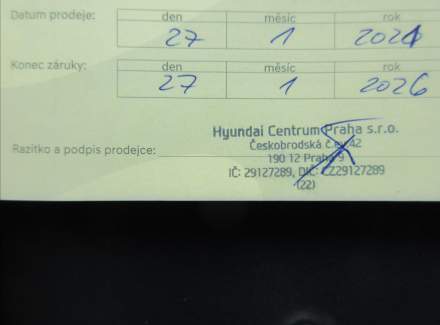 Datum prodeje: den měsíc rok
27 1 2024
Konec záruky: den měsíc rok
27 1 2026
Hyundai Centrum Praha s.r.o.
Českobrodská č.ev.42
Razítko a podpis prodejce: 190 12 Praha 9
IČ: 29127289, DIČ: CZ29127289
(22)